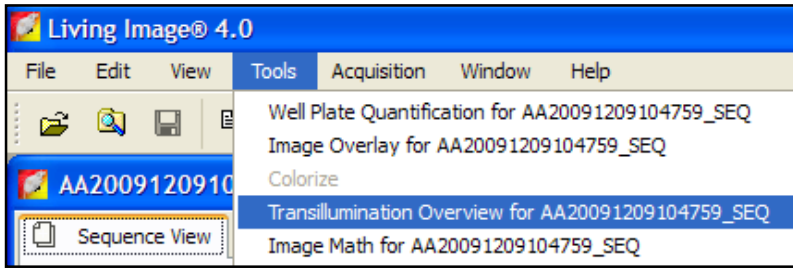 Living Image® 4.0
File Edit View Tools Acquisition Window Help
Well Plate Quantification for AA20091209104759_SEQ
Image Overlay for AA20091209104759_SEQ
Colorize
Transillumination Overview for AA20091209104759_SEQ
Image Math for AA20091209104759_SEQ
AA2009120910
Sequence View